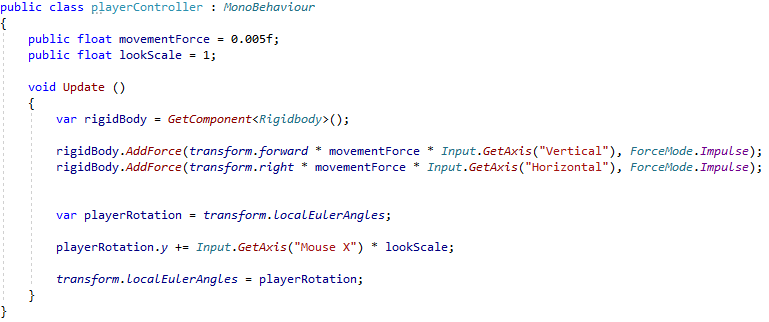 public class playerController : MonoBehaviour
{
    public float movementForce = 0.005f;
    public float lookScale = 1;
    void Update ()
    {
        var rigidBody = GetComponent<Rigidbody>();
        rigidBody.AddForce(transform.forward * movementForce * Input.GetAxis("Vertical"), ForceMode.Impulse);
        rigidBody.AddForce(transform.right * movementForce * Input.GetAxis("Horizontal"), ForceMode.Impulse);
        var playerRotation = transform.localEulerAngles;
        playerRotation.y += Input.GetAxis("Mouse X") * lookScale;
        transform.localEulerAngles = playerRotation;
    }
}